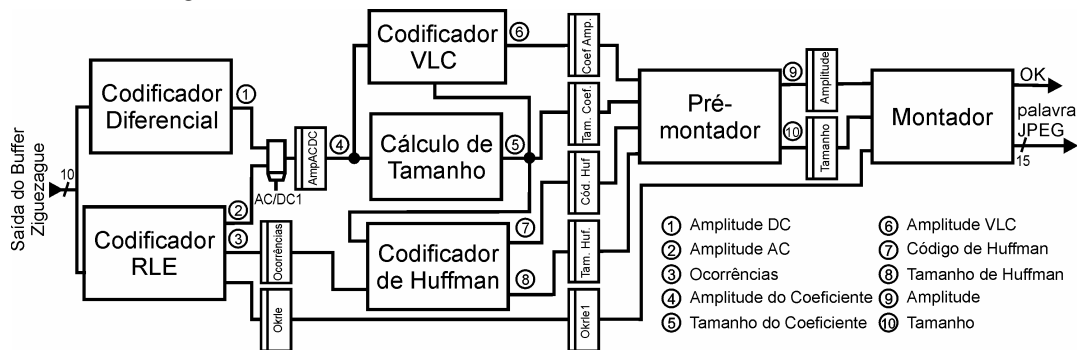 Saída do Buffer
Ziguezague
10
Codificador
Diferencial
1
Codificador
RLE
2
3
AC/DC1
AmpACDC
Ocorrências
Okrle
4
Codificador
VLC
6
Cálculo de
Tamanho
5
Codificador
de Huffman
7
8
Coef Amp.
Tam. Coef.
Cód. Huf
Tam. Huf.
Okrle1
Pré-
montador
9
10
Amplitude
Tamanho
Montador
OK
palavra
JPEG
15
1 Amplitude DC
2 Amplitude AC
3 Ocorrências
4 Amplitude do Coeficiente
5 Tamanho do Coeficiente
6 Amplitude VLC
7 Código de Huffman
8 Tamanho de Huffman
9 Amplitude
10 Tamanho